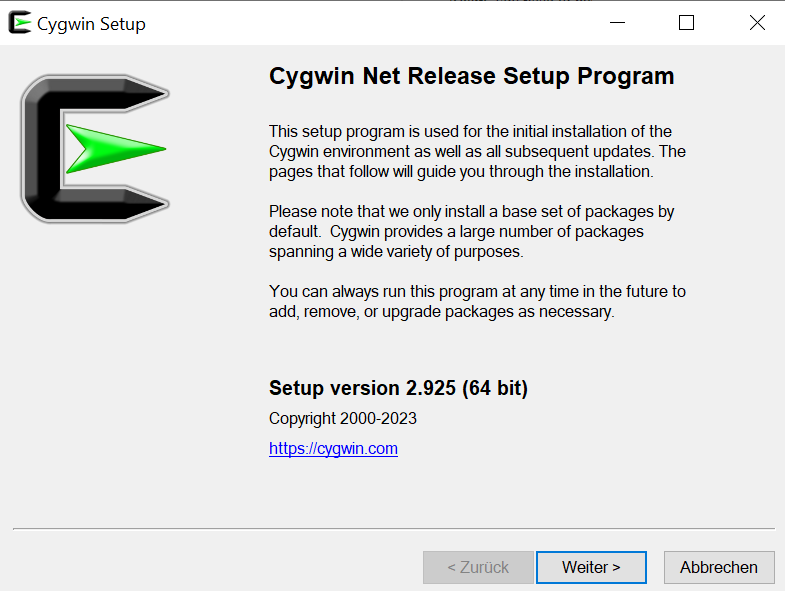 Cygwin Setup
Cygwin Net Release Setup Program
This setup program is used for the initial installation of the
Cygwin environment as well as all subsequent updates. The
pages that follow will guide you through the installation.
Please note that we only install a base set of packages by
default.  Cygwin provides a large number of packages
spanning a wide variety of purposes.
You can always run this program at any time in the future to
add, remove, or upgrade packages as necessary.
Setup version 2.925 (64 bit)
Copyright 2000-2023
https://cygwin.com
< Zurück
Weiter >
Abbrechen